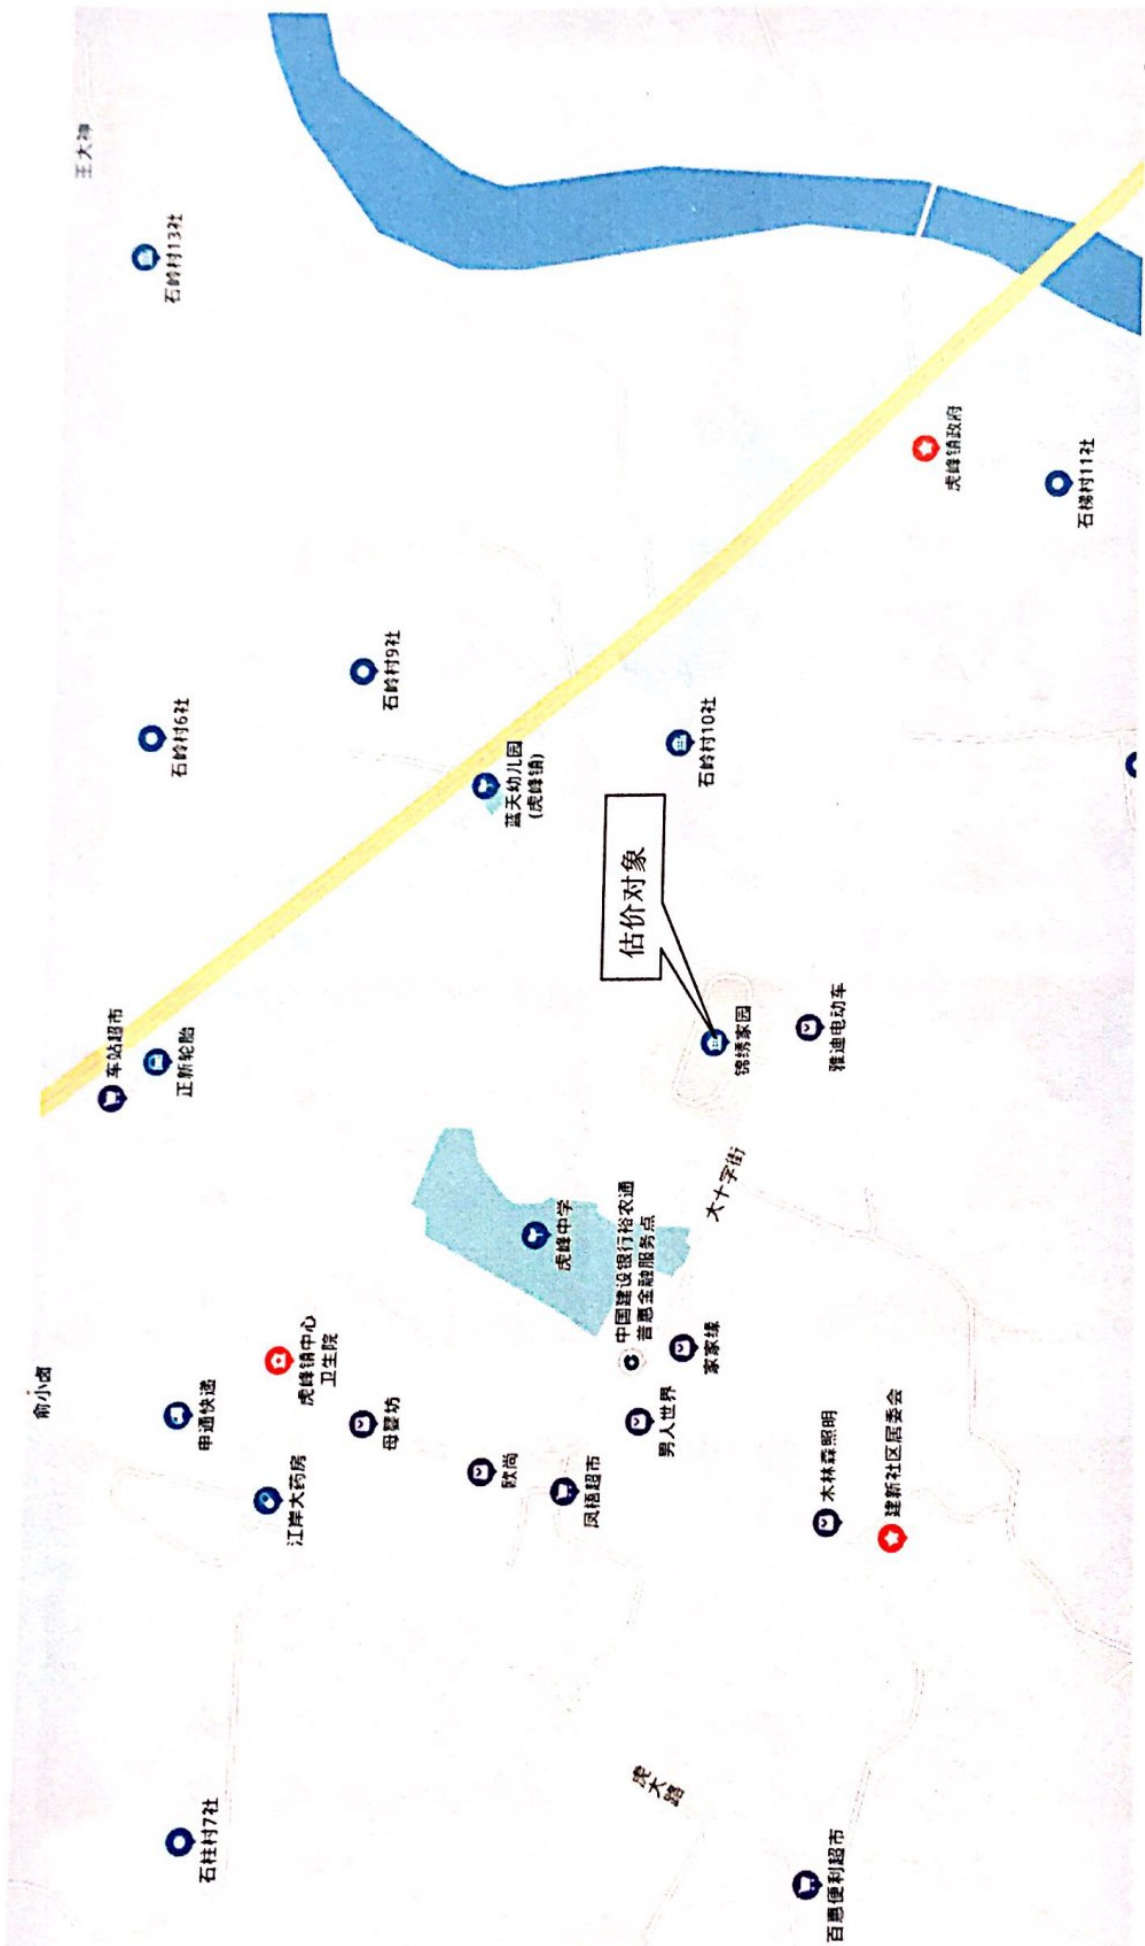 王大神
石岭村13社
虎峰镇政府
石梯村11社
石岭村6社
石岭村9社
石岭村10社
蓝天幼儿园
(虎峰镇)
估价对象
车站超市
正新轮胎
锦绣家园
雅迪电动车
大十字街
虎峰中学
中国建设银行裕农通
普惠金融服务点
家家缘
男人世界
俞小卤
申通快递
虎峰镇中心
卫生院
江岸大药房
母婴坊
欧尚
凤梧超市
木林森照明
建新社区居委会
石柱村7社
虎大路
百惠便利超市